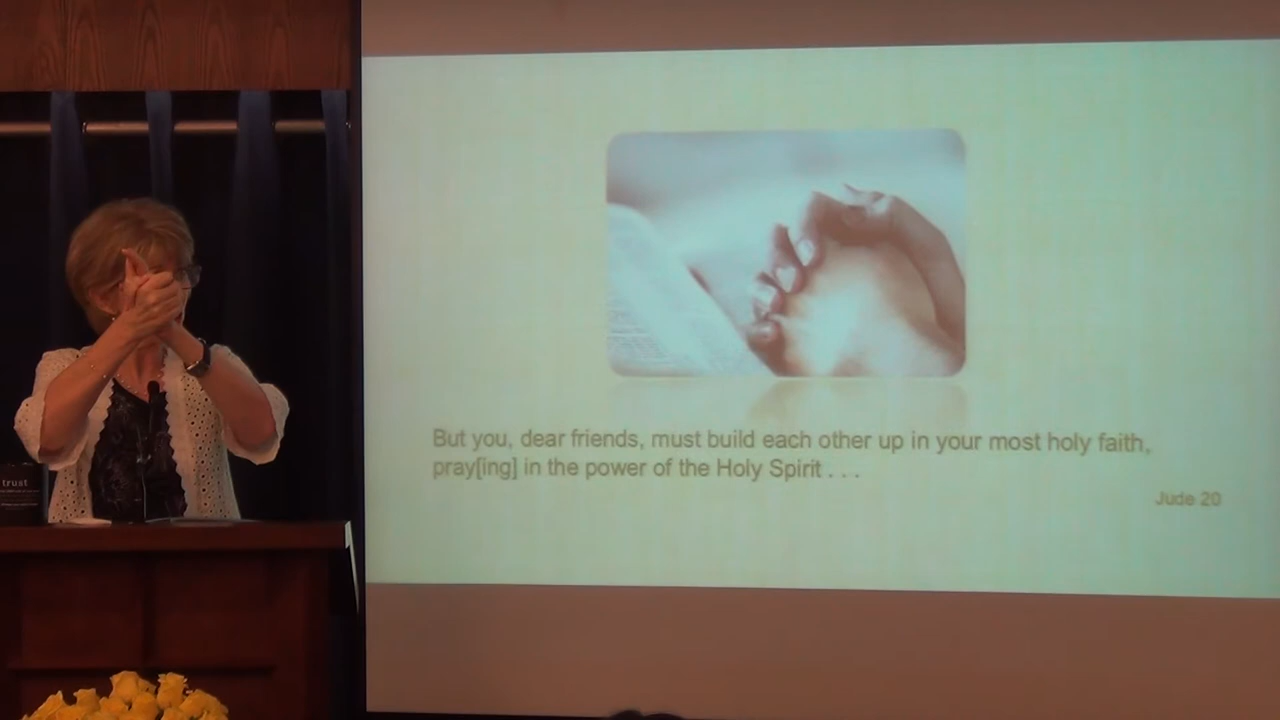 But you, dear friends, must build each other up in your most holy faith,
pray[ing] in the power of the Holy Spirit . . .
Jude 20
trust